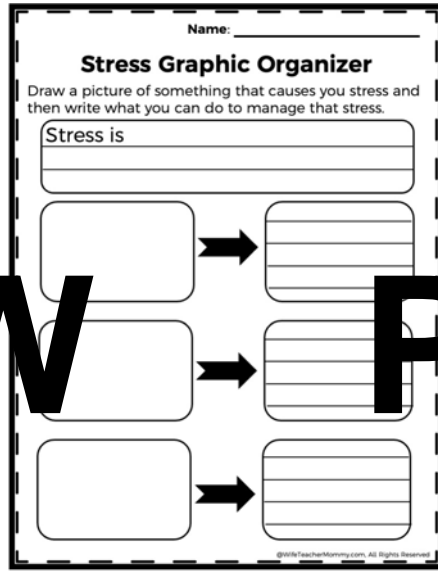 Name:
Stress Graphic Organizer
Draw a picture of something that causes you stress and
then write what you can do to manage that stress.
Stress is
W P
@WifeTeacherMommy.com, All Rights Reserved